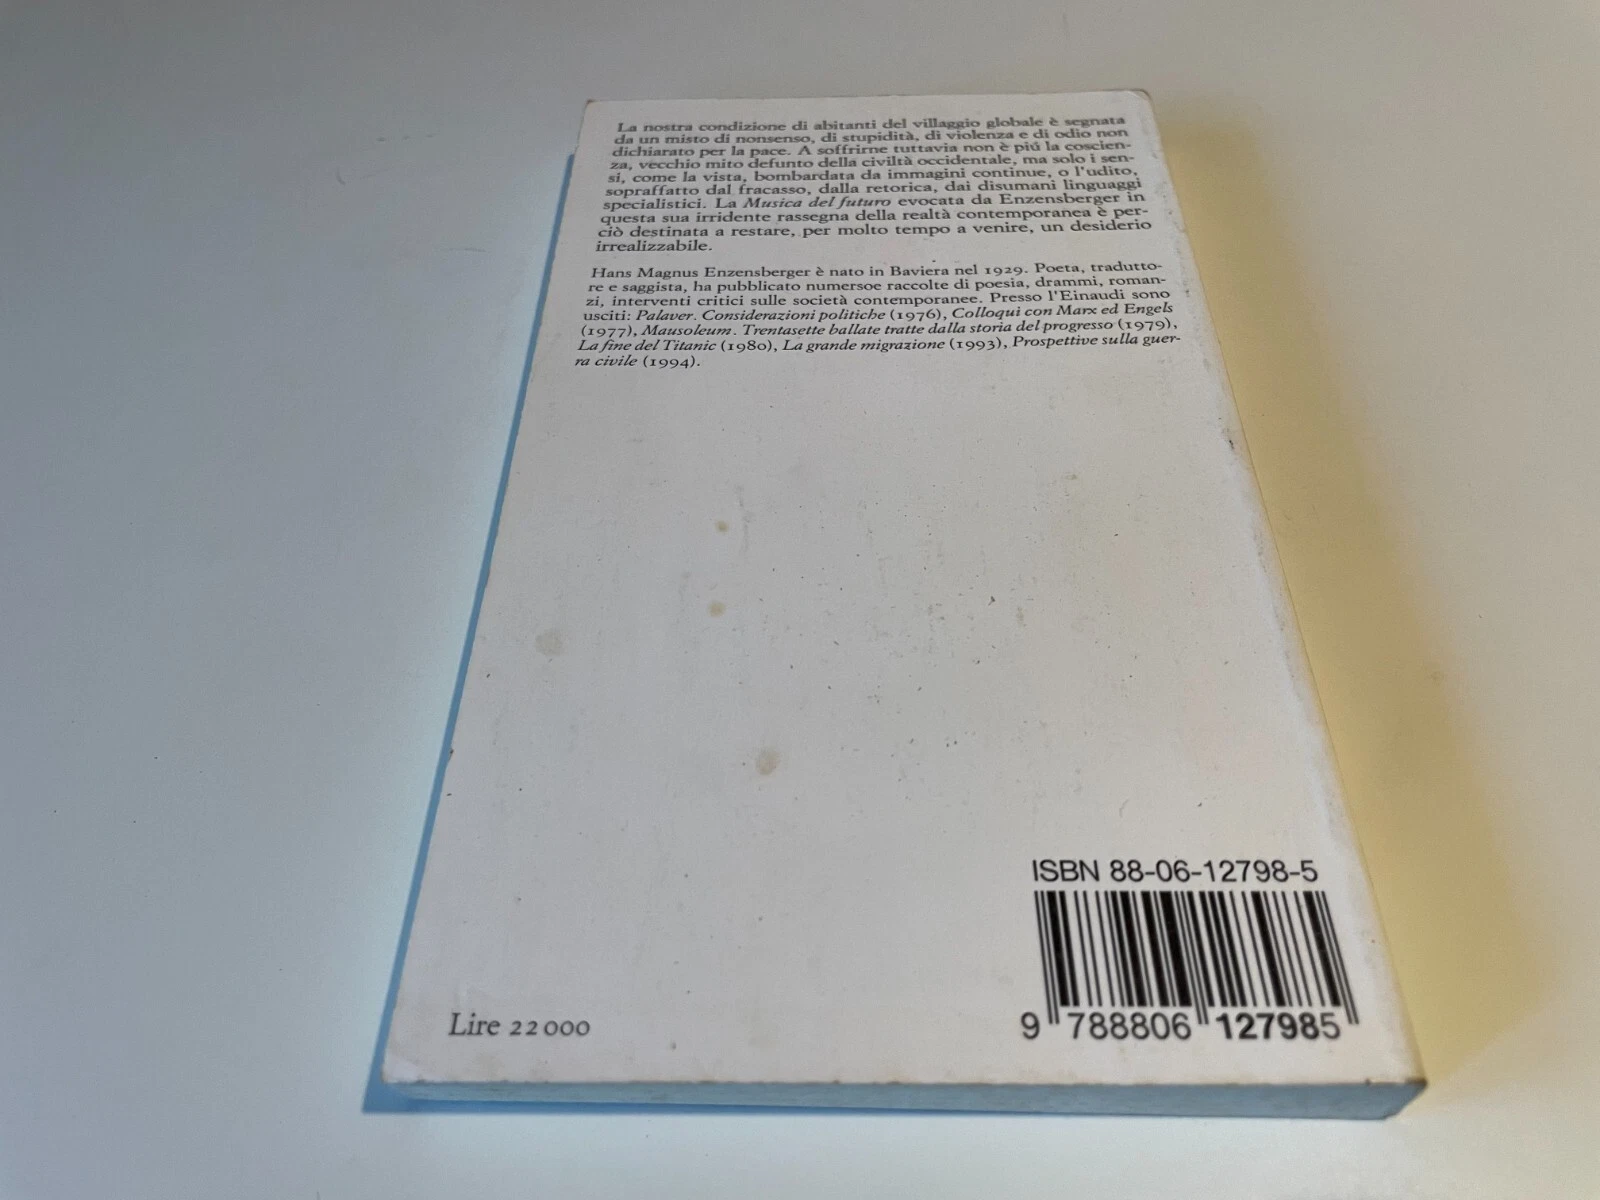 La nostra condizione di abitanti del villaggio globale è segnata
da un misto di nonsenso, di stupidità, di violenza e di odio non
dichiarato per la pace. A soffrirne tuttavia non è piú la coscien-
za, vecchio mito defunto della civiltà occidentale, ma solo i sen-
si, come la vista, bombardata da immagini continue, o l'udito,
sopraffatto dal fracasso, dalla retorica, dai disumani linguaggi
specialistici. La Musica del futuro evocata da Enzensberger in
questa sua irridente rassegna della realtà contemporanea è per-
ciò destinata a restare, per molto tempo a venire, un desiderio
irrealizzabile.
Hans Magnus Enzensberger è nato in Baviera nel 1929. Poeta, tradutto-
re e saggista, ha pubblicato numersoe raccolte di poesia, drammi, roman-
zi, interventi critici sulle società contemporanee. Presso l'Einaudi sono
usciti: Palaver. Considerazioni politiche (1976), Colloqui con Marx ed Engels
(1977), Mausoleum. Trentasette ballate tratte dalla storia del progresso (1979),
La fine del Titanic (1980), La grande migrazione (1993), Prospettive sulla guer-
ra civile (1994).
ISBN 88-06-12798-5
9 788806 127985
Lire 22 000